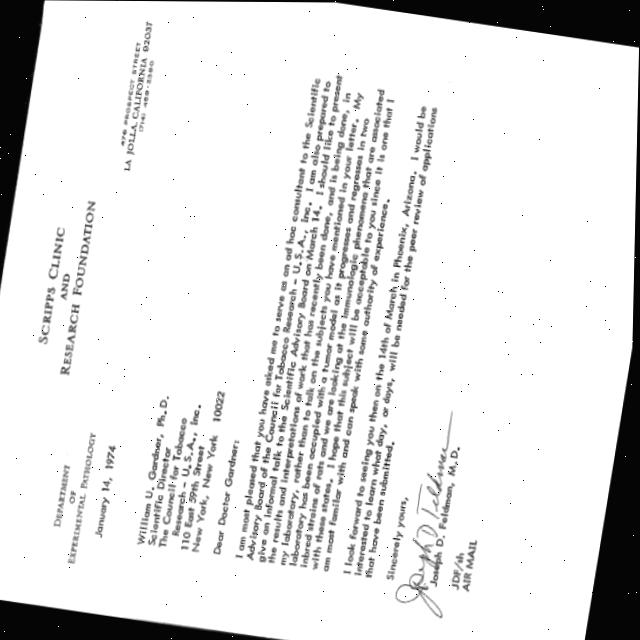 SCRIPPS CLINIC
AND
RESEARCH FOUNDATION
476 PROSPECT STREET
LA JOLLA, CALIFORNIA 92037
(714) 459-2390
DEPARTMENT
OF
EXPERIMENTAL PATHOLOGY
January 14, 1974
William U. Gardner, Ph.D.
Scientific Director
The Council for Tobacco
Research - U.S.A., Inc.
110 East 59th Street
New York, New York 10022
Dear Doctor Gardner:
I am most pleased that you have asked me to serve as an ad hoc consultant to the Scientific
Advisory Board of the Council for Tobacco Research - U.S.A., Inc. I am also prepared to
give an informal talk to the Scientific Advisory Board on March 14. I should like to present
the results and interpretations of work that has recently been done, and is being done, in
my laboratory, rather than to talk on the subjects you have mentioned in your letter. My
laboratory has been occupied with a tumor model as it progresses and regresses in two
inbred strains of rats and we are looking at the immunologic phenomena that are associated
with these states. I hope that this subject will be acceptable to you since it is one that I
am most familiar with and can speak with some authority of experience.
I look forward to seeing you then on the 14th of March in Phoenix, Arizona. I would be
interested to learn what day, or days, will be needed for the peer review of applications
that have been submitted.
Sincerely yours,
Joseph D. Feldman
Joseph D. Feldman, M.D.
JDF/sh
AIR MAIL